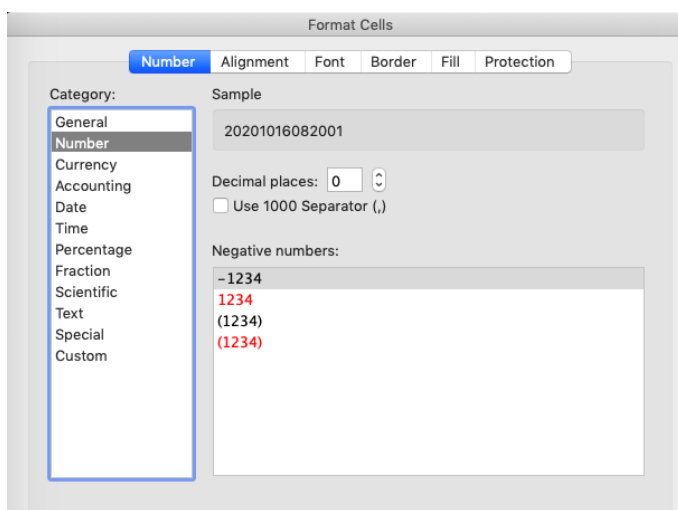 Format Cells
Number Alignment Font Border Fill Protection
Category:
General
Number
Currency
Accounting
Date
Time
Percentage
Fraction
Scientific
Text
Special
Custom
Sample
20201016082001
Decimal places: 0
Use 1000 Separator (,)
Negative numbers:
-1234
1234
(1234)
(1234)